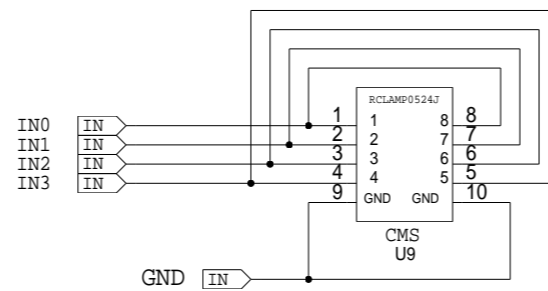 RCLAMP0524J
IN0 IN 1 1 8 8
IN1 IN 2 2 7 7
IN2 IN 3 3 6 6
IN3 IN 4 4 5 5
9 GND GND 10
CMS
U9
GND IN